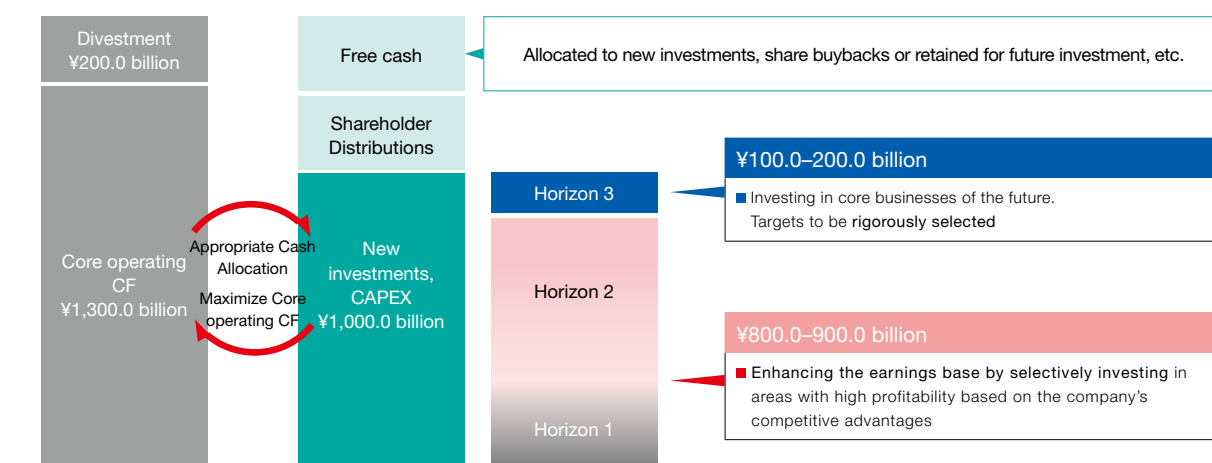 Divestment
¥200.0 billion
Core operating
CF
¥1,300.0 billion
Appropriate Cash
Allocation
Maximize Core
operating CF
Free cash
Shareholder
Distributions
New
investments,
CAPEX
¥1,000.0 billion
Allocated to new investments, share buybacks or retained for future investment, etc.
Horizon 3
Horizon 2
Horizon 1
¥100.0–200.0 billion
Investing in core businesses of the future.
Targets to be rigorously selected
¥800.0–900.0 billion
Enhancing the earnings base by selectively investing in
areas with high profitability based on the company's
competitive advantages